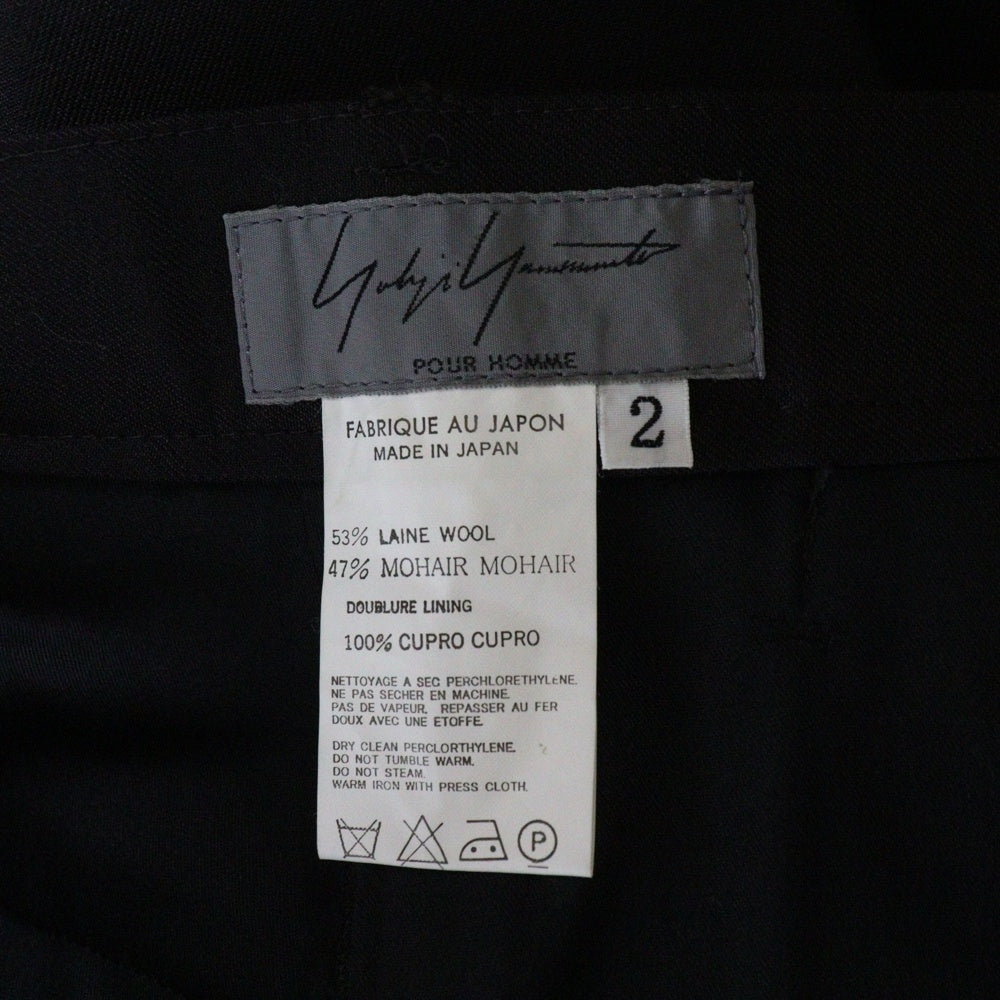 Yohji Yamamoto
POUR HOMME
2
FABRIQUE AU JAPON
MADE IN JAPAN
53% LAINE WOOL
47% MOHAIR MOHAIR
DOUBLURE LINING
100% CUPRO CUPRO
NETTOYAGE A SEC PERCHLORETHYLENE.
NE PAS SECHER EN MACHINE.
PAS DE VAPEUR. REPASSER AU FER
DOUX AVEC UNE ETOFFE.
DRY CLEAN PERCLORTHYLENE.
DO NOT TUMBLE WARM.
DO NOT STEAM.
WARM IRON WITH PRESS CLOTH.
P